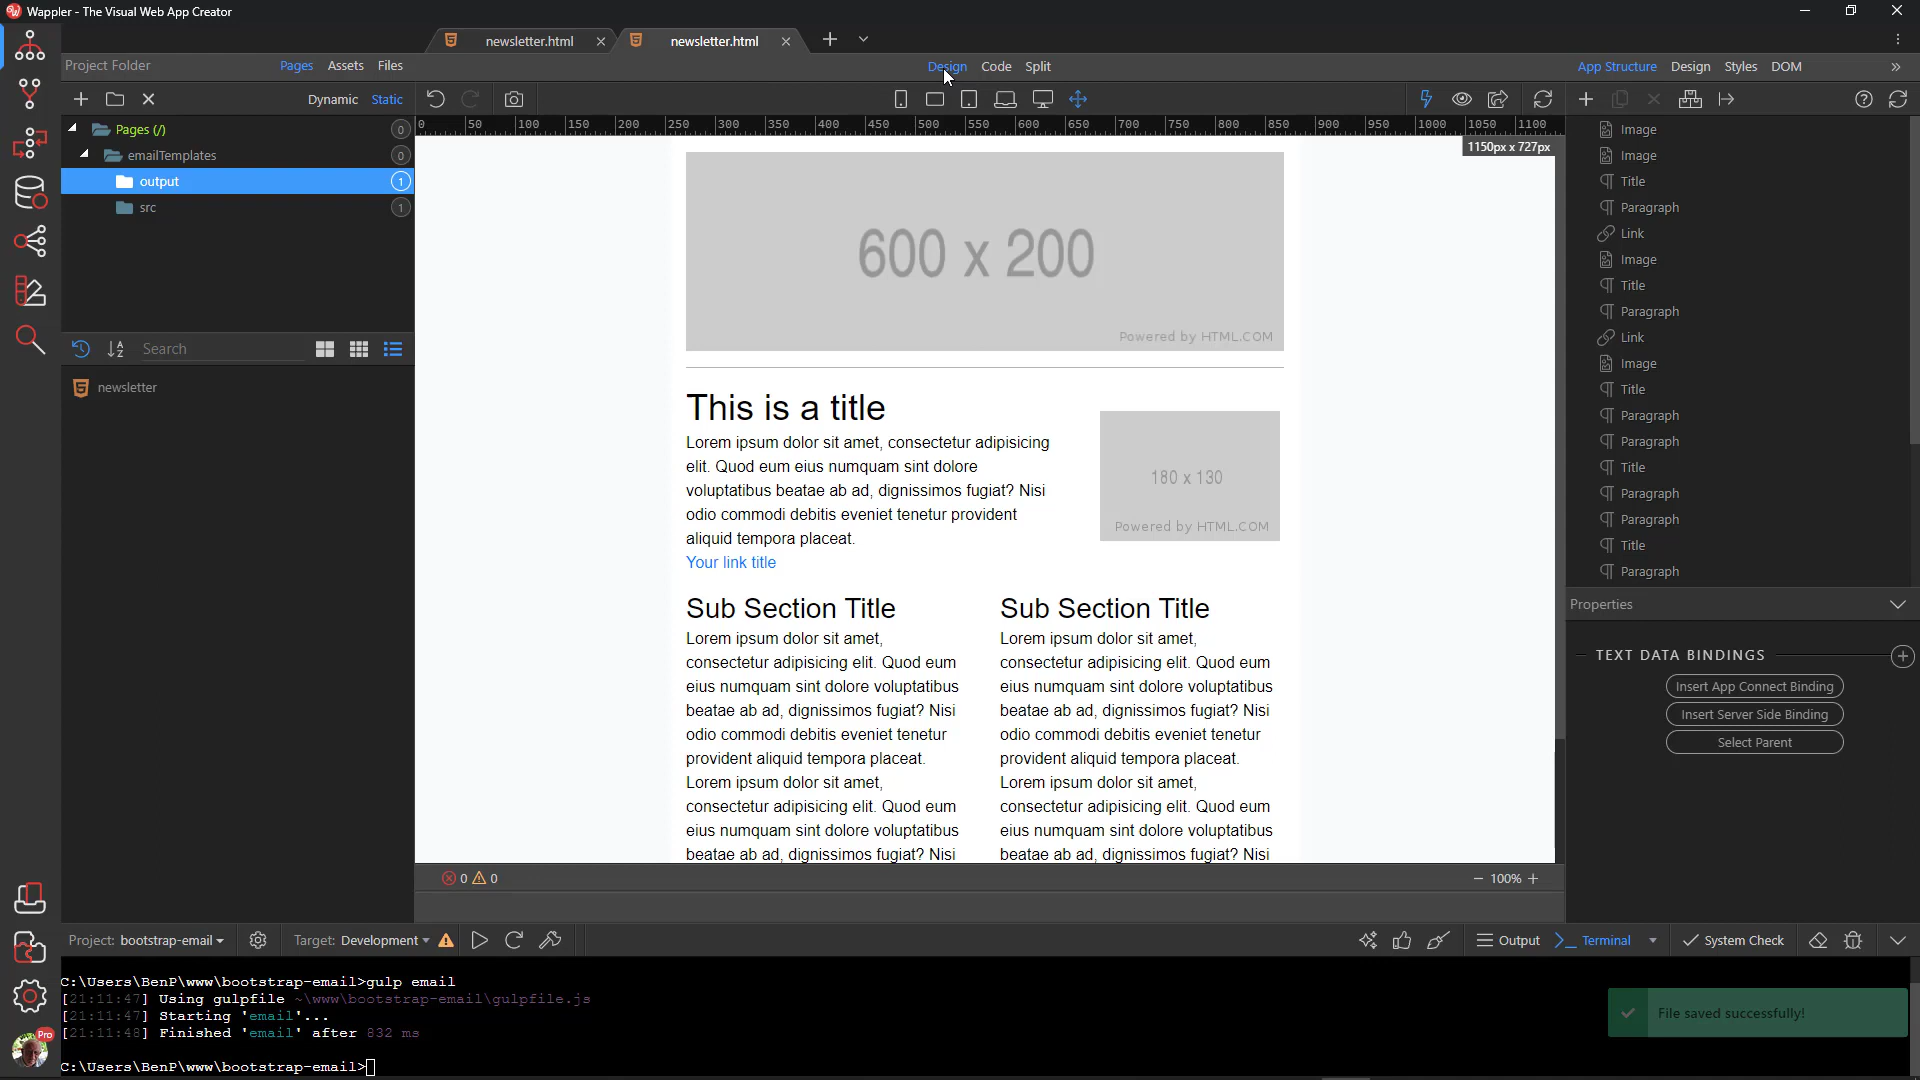 Wappler - The Visual Web App Creator
newsletter.html
newsletter.html
Project Folder
Pages
Assets
Files
Design
Code
Split
App Structure
Design
Styles
DOM
Dynamic
Static
Pages (/)
0
emailTemplates
0
output
1
src
1
Search
newsletter
0 50 100 150 200 250 300 350 400 450 500 550 600 650 700 750 800 850 900 950 1000 1050 1100
1150px x 727px
600 x 200
Powered by HTML.COM
This is a title
Lorem ipsum dolor sit amet, consectetur adipisicing
elit. Quod eum eius numquam sint dolore
voluptatibus beatae ab ad, dignissimos fugiat? Nisi
odio commodi debitis eveniet tenetur provident
aliquid tempora placeat.
Your link title
180 x 130
Powered by HTML.COM
Sub Section Title
Lorem ipsum dolor sit amet,
consectetur adipisicing elit. Quod eum
eius numquam sint dolore voluptatibus
beatae ab ad, dignissimos fugiat? Nisi
odio commodi debitis eveniet tenetur
provident aliquid tempora placeat.
Lorem ipsum dolor sit amet,
consectetur adipisicing elit. Quod eum
eius numquam sint dolore voluptatibus
beatae ab ad, dignissimos fugiat? Nisi
Sub Section Title
Lorem ipsum dolor sit amet,
consectetur adipisicing elit. Quod eum
eius numquam sint dolore voluptatibus
beatae ab ad, dignissimos fugiat? Nisi
odio commodi debitis eveniet tenetur
provident aliquid tempora placeat.
Lorem ipsum dolor sit amet,
consectetur adipisicing elit. Quod eum
eius numquam sint dolore voluptatibus
beatae ab ad, dignissimos fugiat? Nisi
0 0
100%
Image
Image
Title
Paragraph
Link
Image
Title
Paragraph
Link
Image
Title
Paragraph
Paragraph
Title
Paragraph
Paragraph
Title
Paragraph
Properties
TEXT DATA BINDINGS
Insert App Connect Binding
Insert Server Side Binding
Select Parent
Project: bootstrap-email
Target: Development
Output
Terminal
System Check
C:\Users\BenP\www\bootstrap-email>gulp email
[21:11:47] Using gulpfile ~\www\bootstrap-email\gulpfile.js
[21:11:47] Starting 'email'...
[21:11:48] Finished 'email' after 832 ms
C:\Users\BenP\www\bootstrap-email>
File saved successfully!
Pro